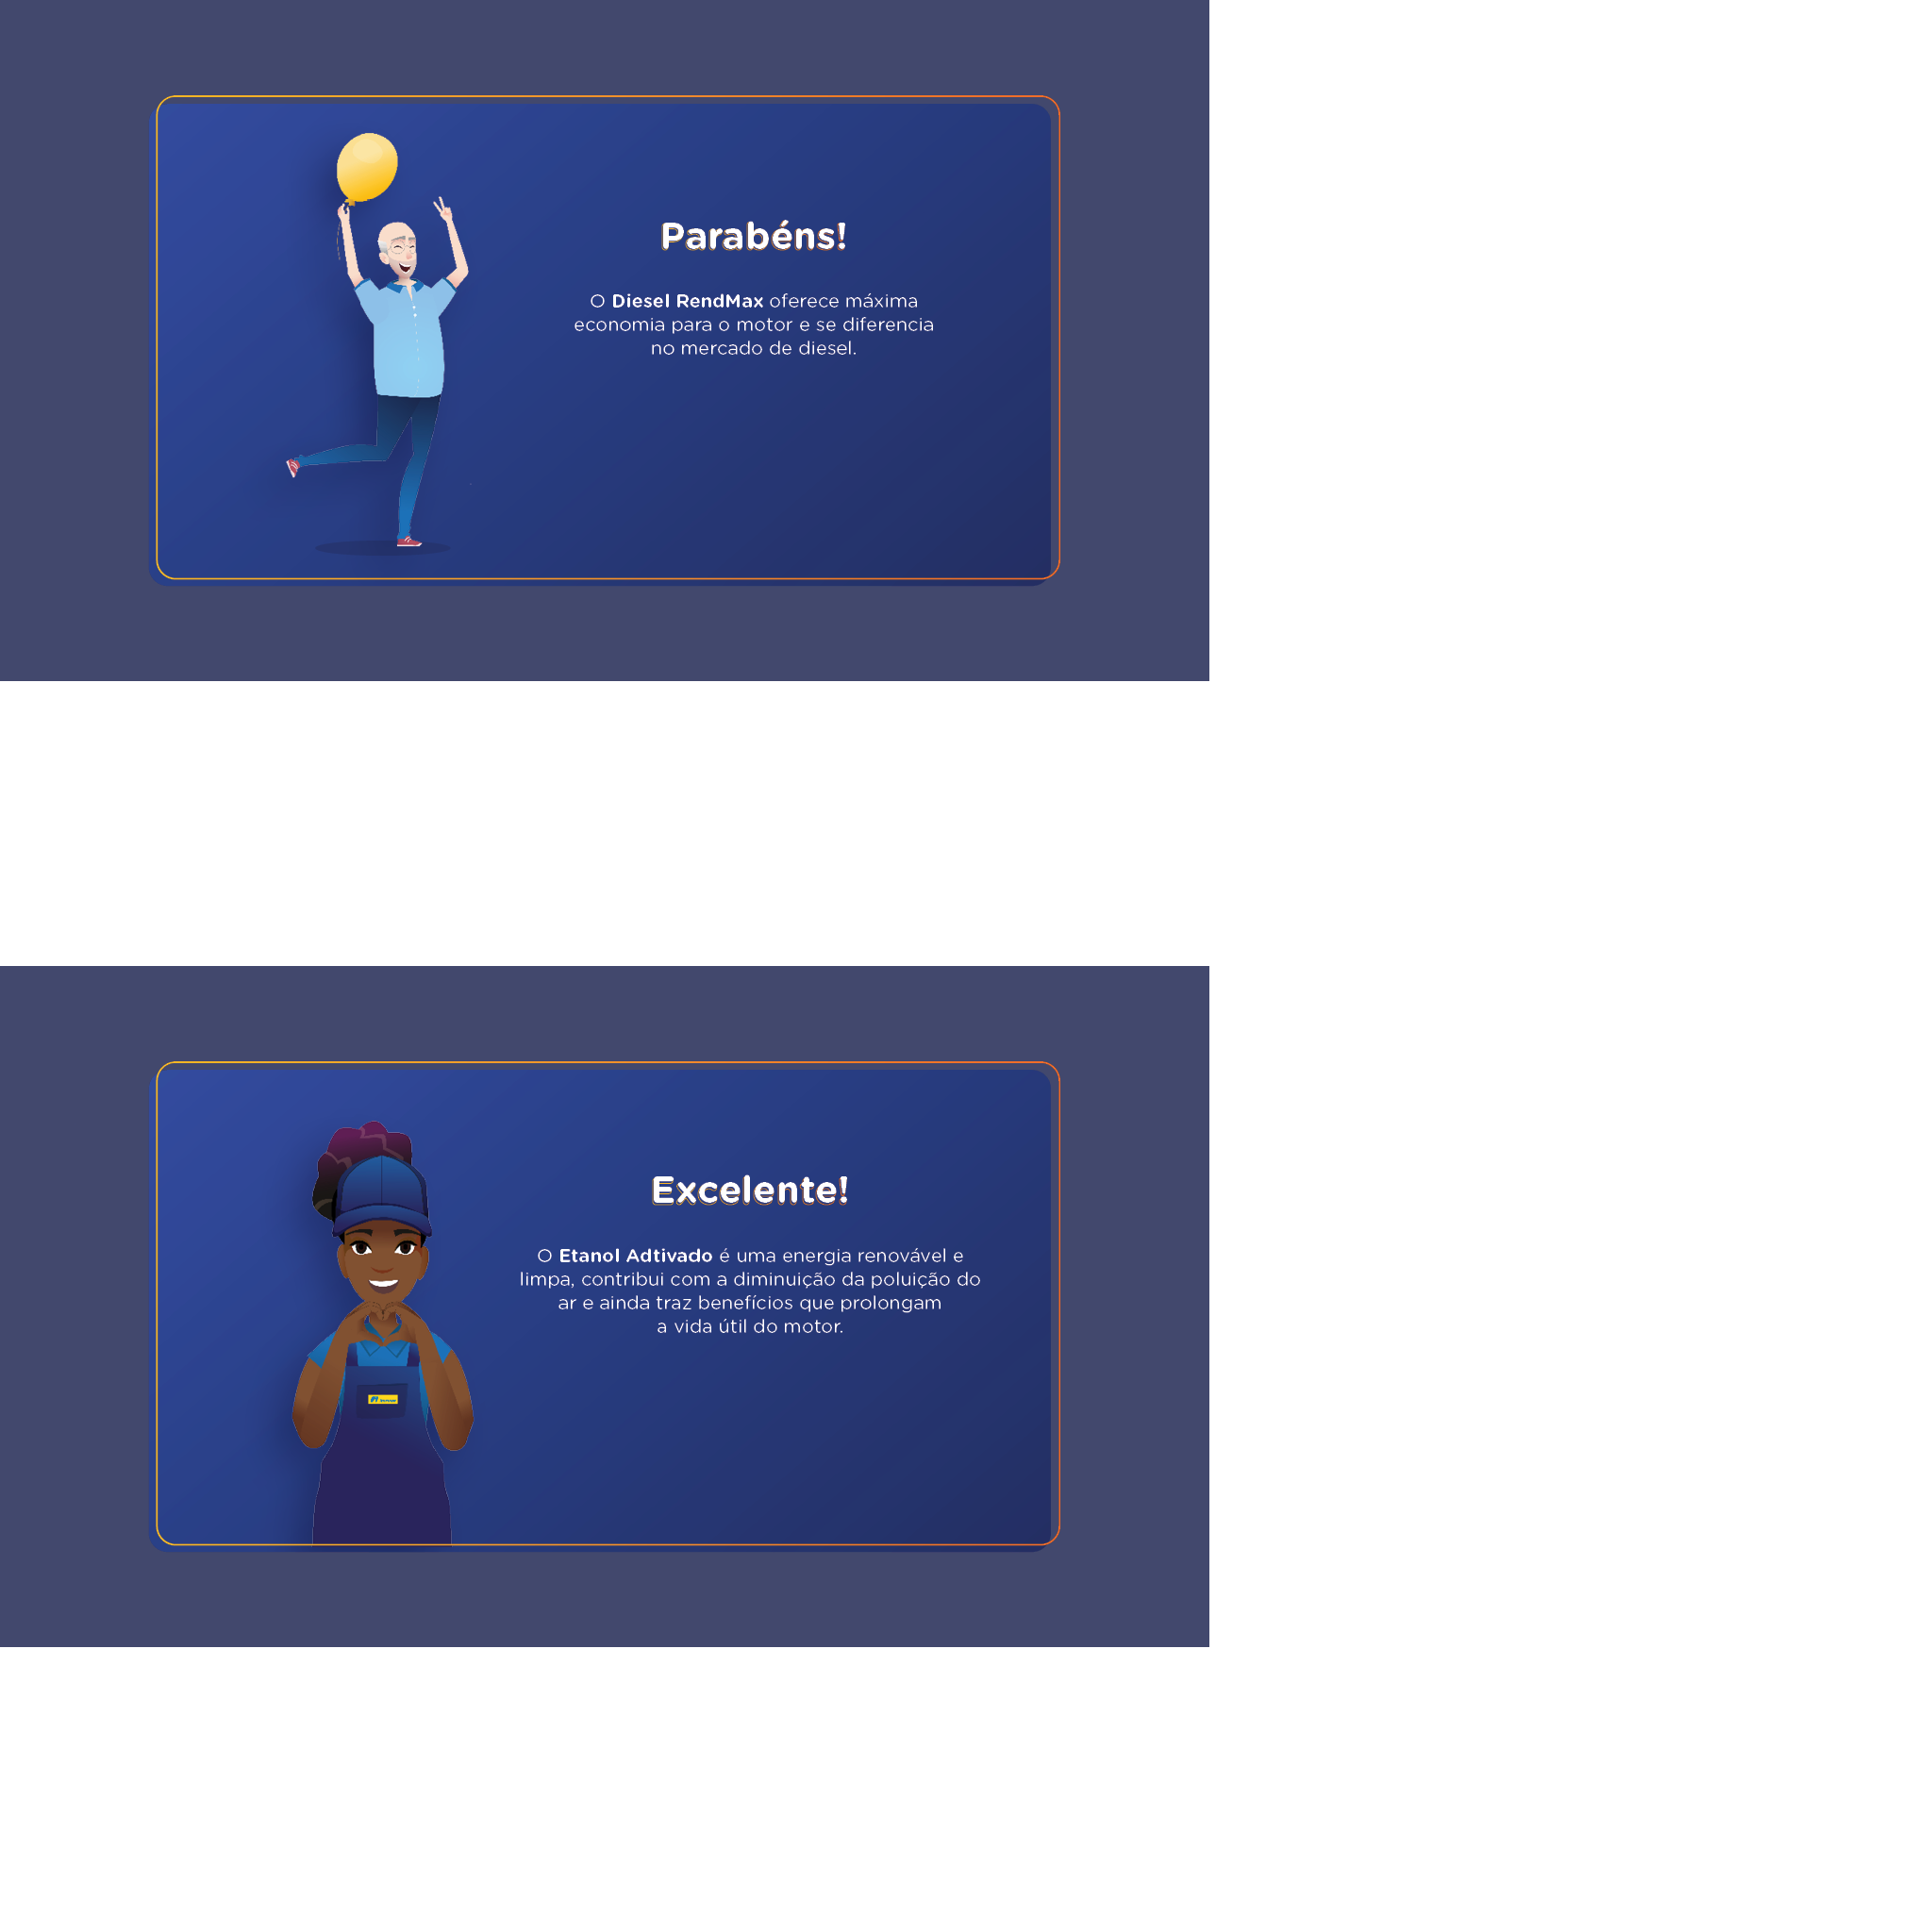 Parabéns!
O Diesel RendMax oferece máxima
economia para o motor e se diferencia
no mercado de diesel.
Excelente!
O Etanol Adtivado é uma energia renovável e
limpa, contribui com a diminuição da poluição do
ar e ainda traz benefícios que prolongam
a vida útil do motor.